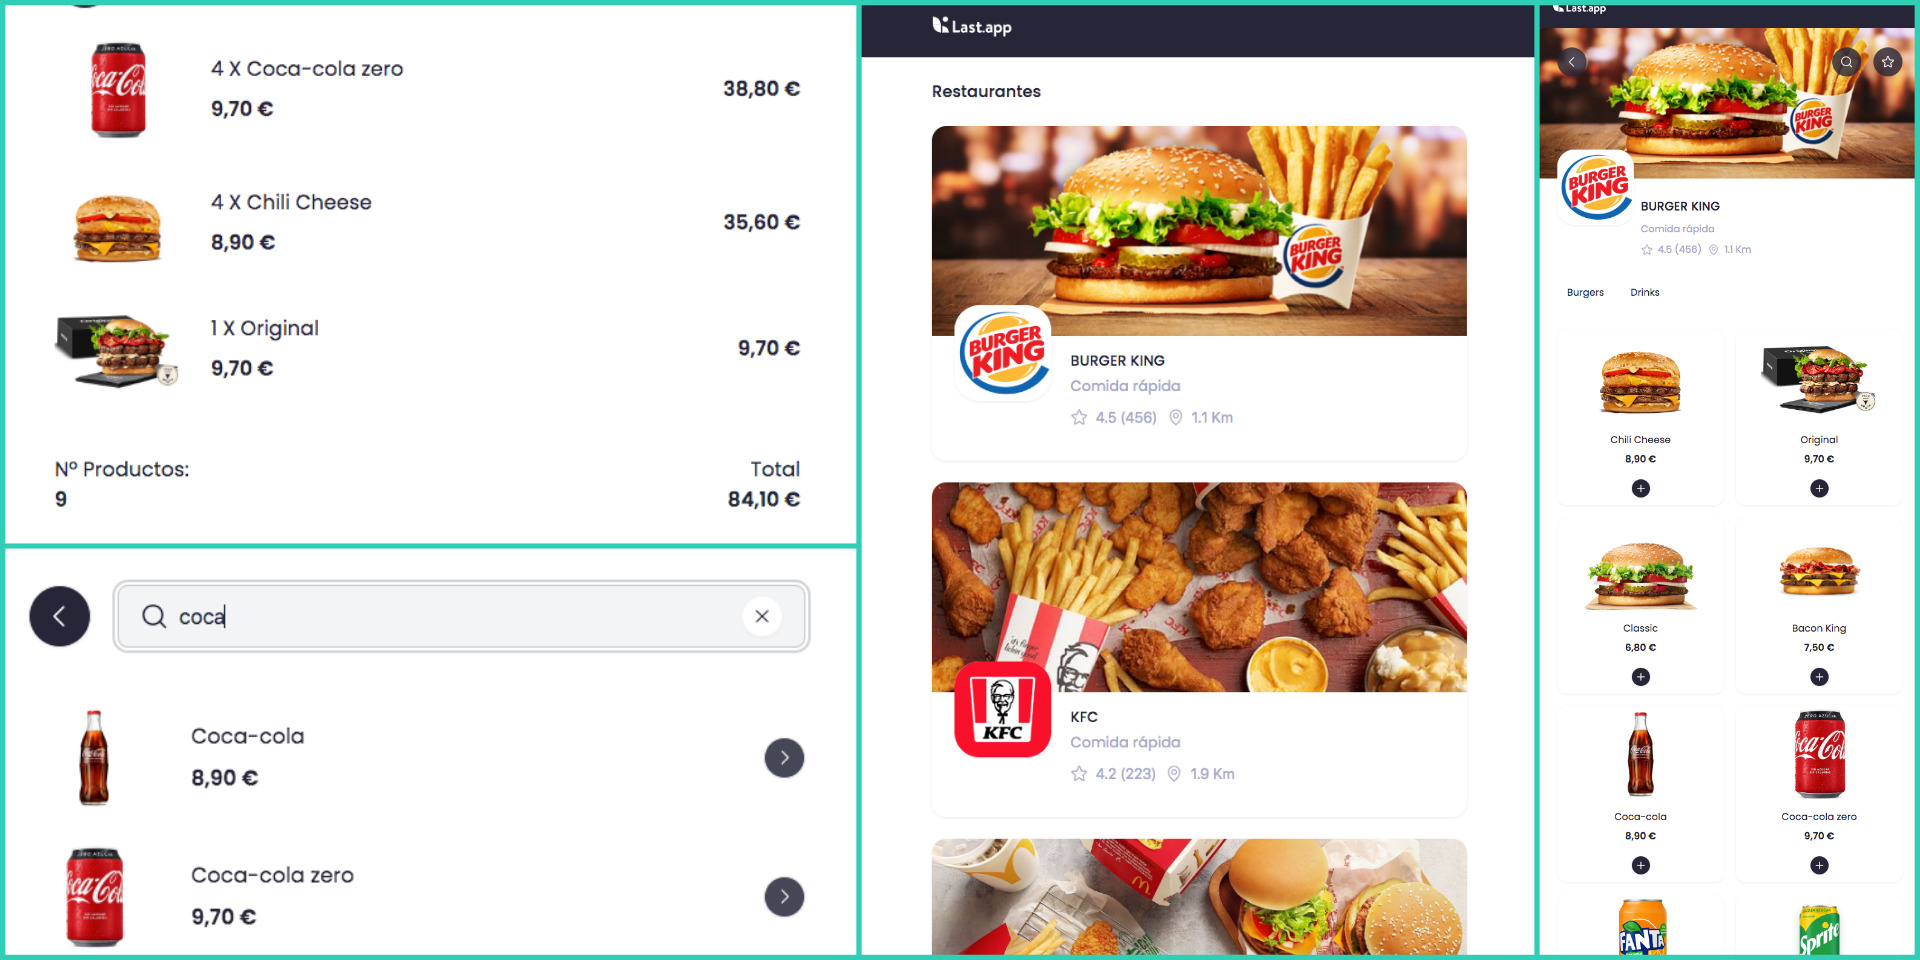 4 X Coca-cola zero
9,70 €
38,80 €
4 X Chili Cheese
8,90 €
35,60 €
1 X Original
9,70 €
9,70 €
Nº Productos:
9
Total
84,10 €
coca
Coca-cola
8,90 €
Coca-cola zero
9,70 €
Last.app
Restaurantes
BURGER KING
BURGER KING
BURGER KING
Comida rápida
4.5 (456) 1.1 Km
KFC
KFC
Comida rápida
4.2 (223) 1.9 Km
Last.app
BURGER KING
BURGER KING
BURGER KING
Comida rápida
4.5 (456) 1.1 Km
Burgers Drinks
Chili Cheese
8,90 €
Original
9,70 €
Classic
6,80 €
Bacon King
7,50 €
Coca-cola
8,90 €
Coca-cola zero
9,70 €
FANTA
Sprite